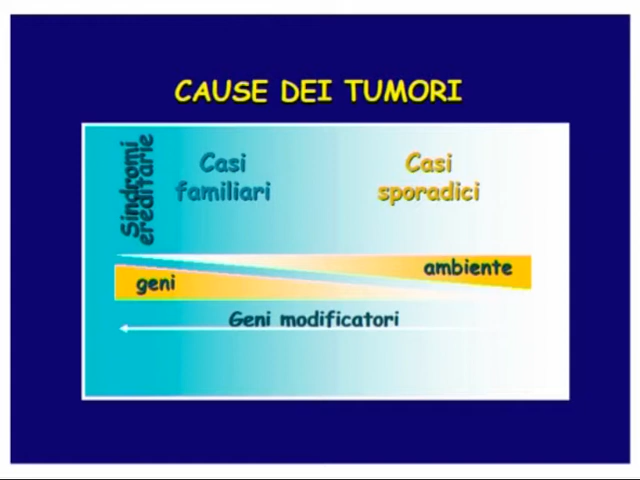 CAUSE DEI TUMORI
Sindromi
ereditarie
Casi
familiari
Casi
sporadici
ambiente
geni
Geni modificatori